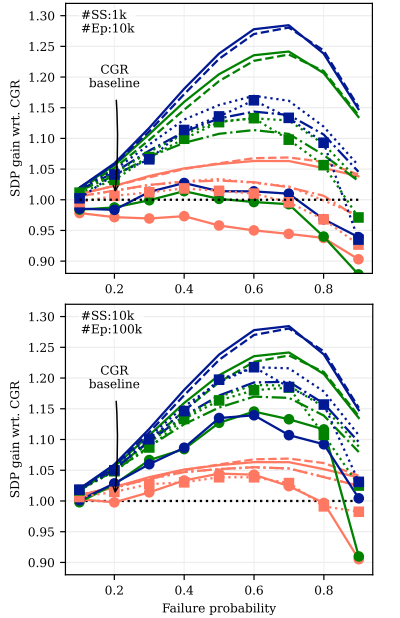 1.30
#SS:1k
#Ep:10k
1.25
CGR
baseline
1.20
1.15
1.10
1.05
1.00
0.95
0.90
SDP gain wrt. CGR
0.2
0.4
0.6
0.8
1.30
#SS:10k
#Ep:100k
1.25
CGR
baseline
1.20
1.15
1.10
1.05
1.00
0.95
0.90
SDP gain wrt. CGR
0.2
0.4
0.6
0.8
Failure probability